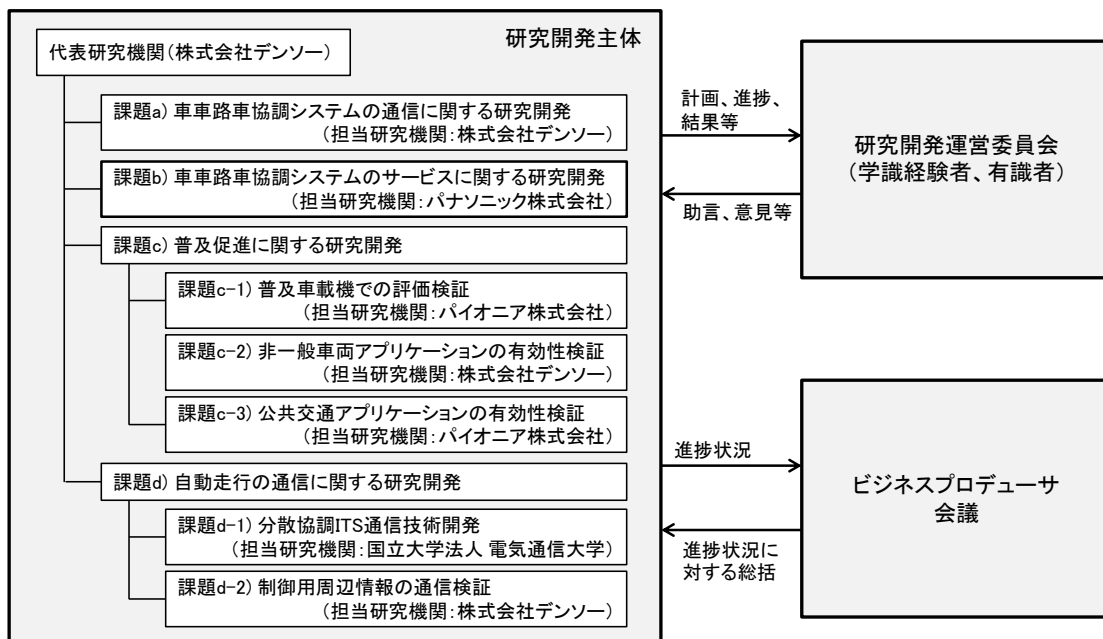 研究開発主体
代表研究機関(株式会社デンソー)
課題a) 車車路車協調システムの通信に関する研究開発
(担当研究機関:株式会社デンソー)
課題b) 車車路車協調システムのサービスに関する研究開発
(担当研究機関:パナソニック株式会社)
課題c) 普及促進に関する研究開発
課題c-1) 普及車載機での評価検証
(担当研究機関:パイオニア株式会社)
課題c-2) 非一般車両アプリケーションの有効性検証
(担当研究機関:株式会社デンソー)
課題c-3) 公共交通アプリケーションの有効性検証
(担当研究機関:パイオニア株式会社)
課題d) 自動走行の通信に関する研究開発
課題d-1) 分散協調ITS通信技術開発
(担当研究機関:国立大学法人 電気通信大学)
課題d-2) 制御用周辺情報の通信検証
(担当研究機関:株式会社デンソー)
計画、進捗、
結果等
助言、意見等
研究開発運営委員会
(学識経験者、有識者)
進捗状況
進捗状況に
対する総括
ビジネスプロデューサ
会議